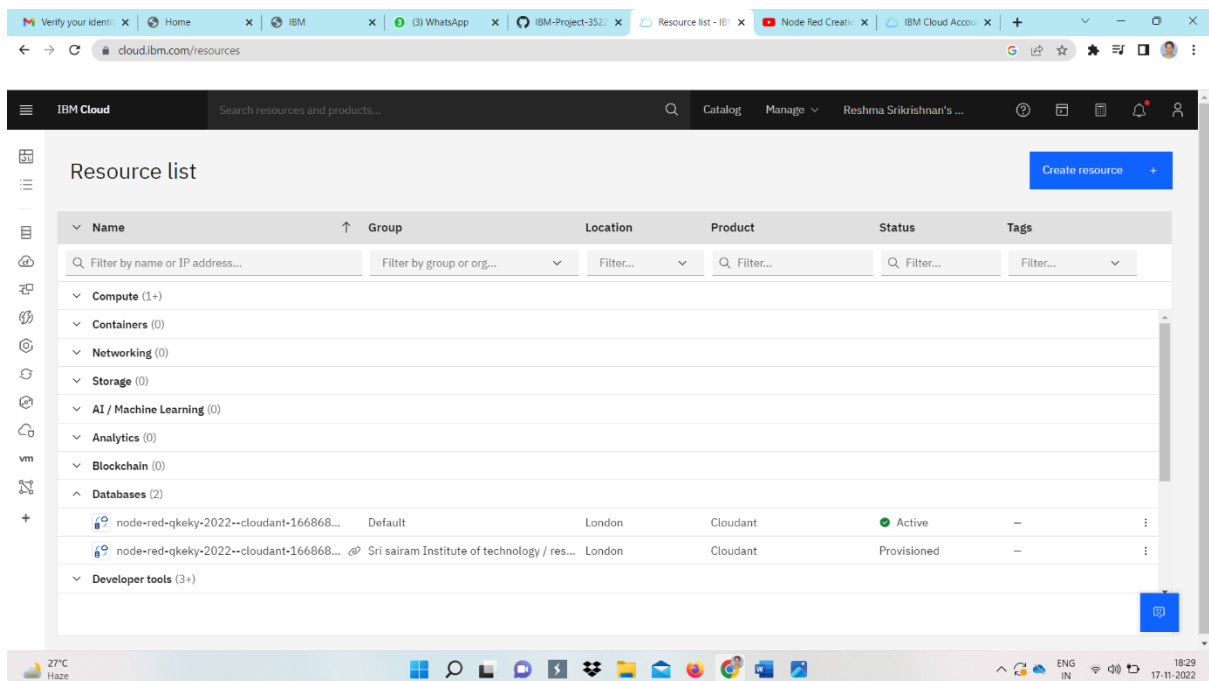 Verify your identi
Home
IBM
(3) WhatsApp
IBM-Project-3522
Resource list - IB
Node Red Creatio
IBM Cloud Accou
cloud.ibm.com/resources
IBM Cloud
Search resources and products...
Catalog
Manage
Reshma Srikrishnan's ...
Resource list
Create resource +
Name Group Location Product Status Tags
Filter by name or IP address... Filter by group or org... Filter... Filter... Filter... Filter...
Compute (1+)
Containers (0)
Networking (0)
Storage (0)
AI / Machine Learning (0)
Analytics (0)
vm
Blockchain (0)
Databases (2)
node-red-qkeky-2022--cloudant-166868... Default London Cloudant Active –
node-red-qkeky-2022--cloudant-166868... Sri sairam Institute of technology / res... London Cloudant Provisioned –
Developer tools (3+)
27°C
Haze
ENG
IN
18:29
17-11-2022